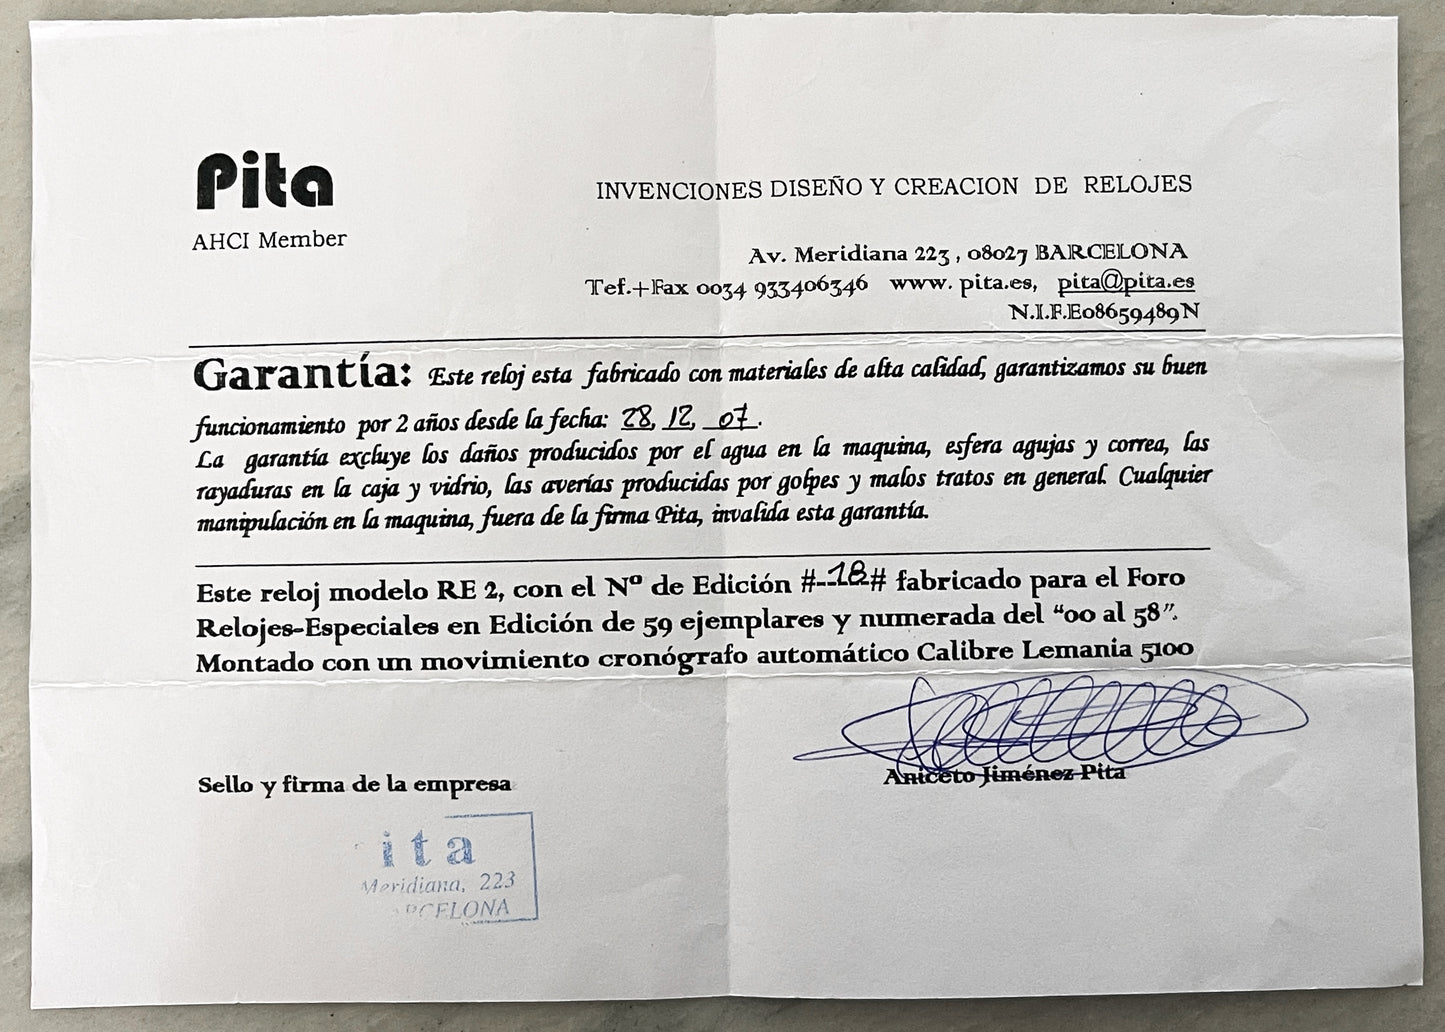 Pita
AHCI Member
INVENCIONES DISEÑO Y CREACION DE RELOJES
Av. Meridiana 223 , 08027 BARCELONA
Tef.+Fax 0034 933406346 www. pita.es, pita@pita.es
N.I.F.E08659489N
Garantía: Este reloj esta fabricado con materiales de alta calidad, garantizamos su buen
funcionamiento por 2 años desde la fecha: 28, 12, 07.
La garantía excluye los daños producidos por el agua en la maquina, esfera agujas y correa, las
rayaduras en la caja y vidrio, las averías producidas por golpes y malos tratos en general. Cualquier
manipulación en la maquina, fuera de la firma Pita, invalida esta garantía.
Este reloj modelo RE 2, con el Nº de Edición #-18# fabricado para el Foro
Relojes-Especiales en Edición de 59 ejemplares y numerada del “00 al 58”.
Montado con un movimiento cronógrafo automático Calibre Lemania 5100
Aniceto Jiménez Pita
Sello y firma de la empresa
ita
Meridiana, 223
ARCELONA